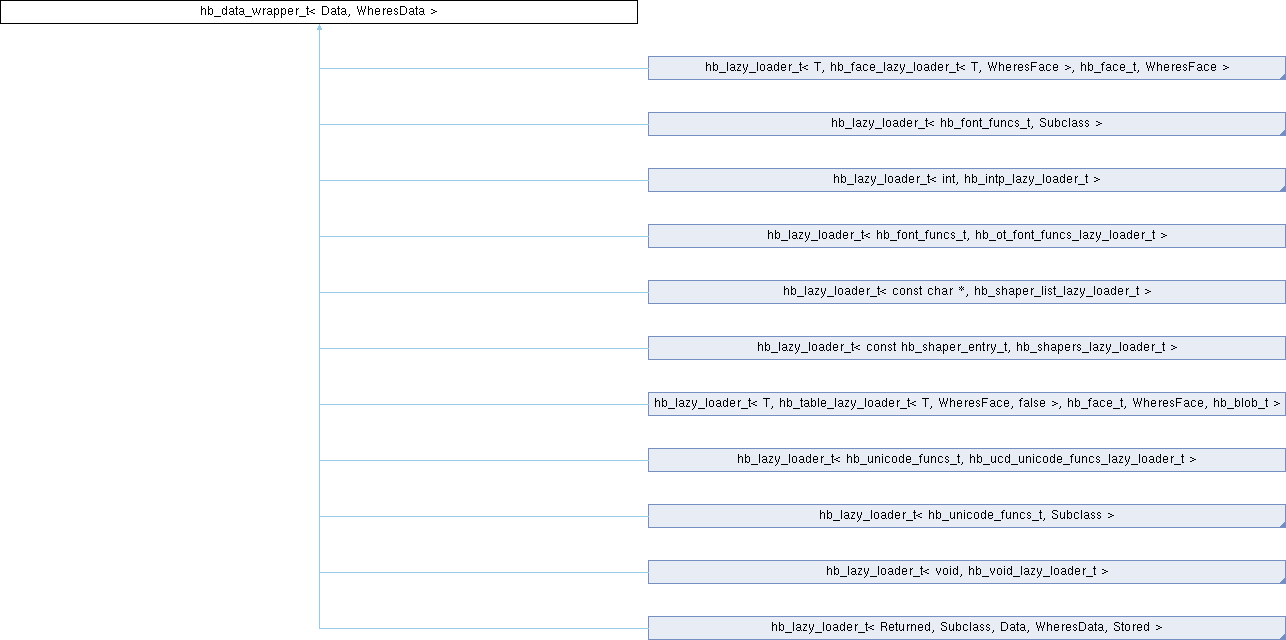 hb_data_wrapper_t< Data, WheresData >
hb_lazy_loader_t< T, hb_face_lazy_loader_t< T, WheresFace >, hb_face_t, WheresFace >
hb_lazy_loader_t< hb_font_funcs_t, Subclass >
hb_lazy_loader_t< int, hb_intp_lazy_loader_t >
hb_lazy_loader_t< hb_font_funcs_t, hb_ot_font_funcs_lazy_loader_t >
hb_lazy_loader_t< const char *, hb_shaper_list_lazy_loader_t >
hb_lazy_loader_t< const hb_shaper_entry_t, hb_shapers_lazy_loader_t >
hb_lazy_loader_t< T, hb_table_lazy_loader_t< T, WheresFace, false >, hb_face_t, WheresFace, hb_blob_t >
hb_lazy_loader_t< hb_unicode_funcs_t, hb_ucd_unicode_funcs_lazy_loader_t >
hb_lazy_loader_t< hb_unicode_funcs_t, Subclass >
hb_lazy_loader_t< void, hb_void_lazy_loader_t >
hb_lazy_loader_t< Returned, Subclass, Data, WheresData, Stored >